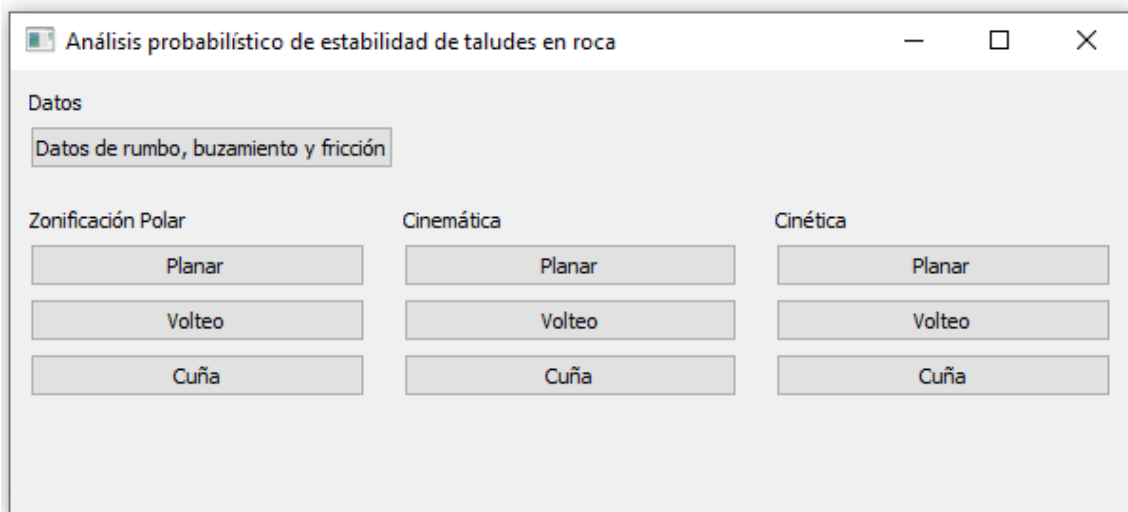 Análisis probabilístico de estabilidad de taludes en roca
Datos
Datos de rumbo, buzamiento y fricción
Zonificación Polar Cinemática Cinética
Planar Planar Planar
Volteo Volteo Volteo
Cuña Cuña Cuña